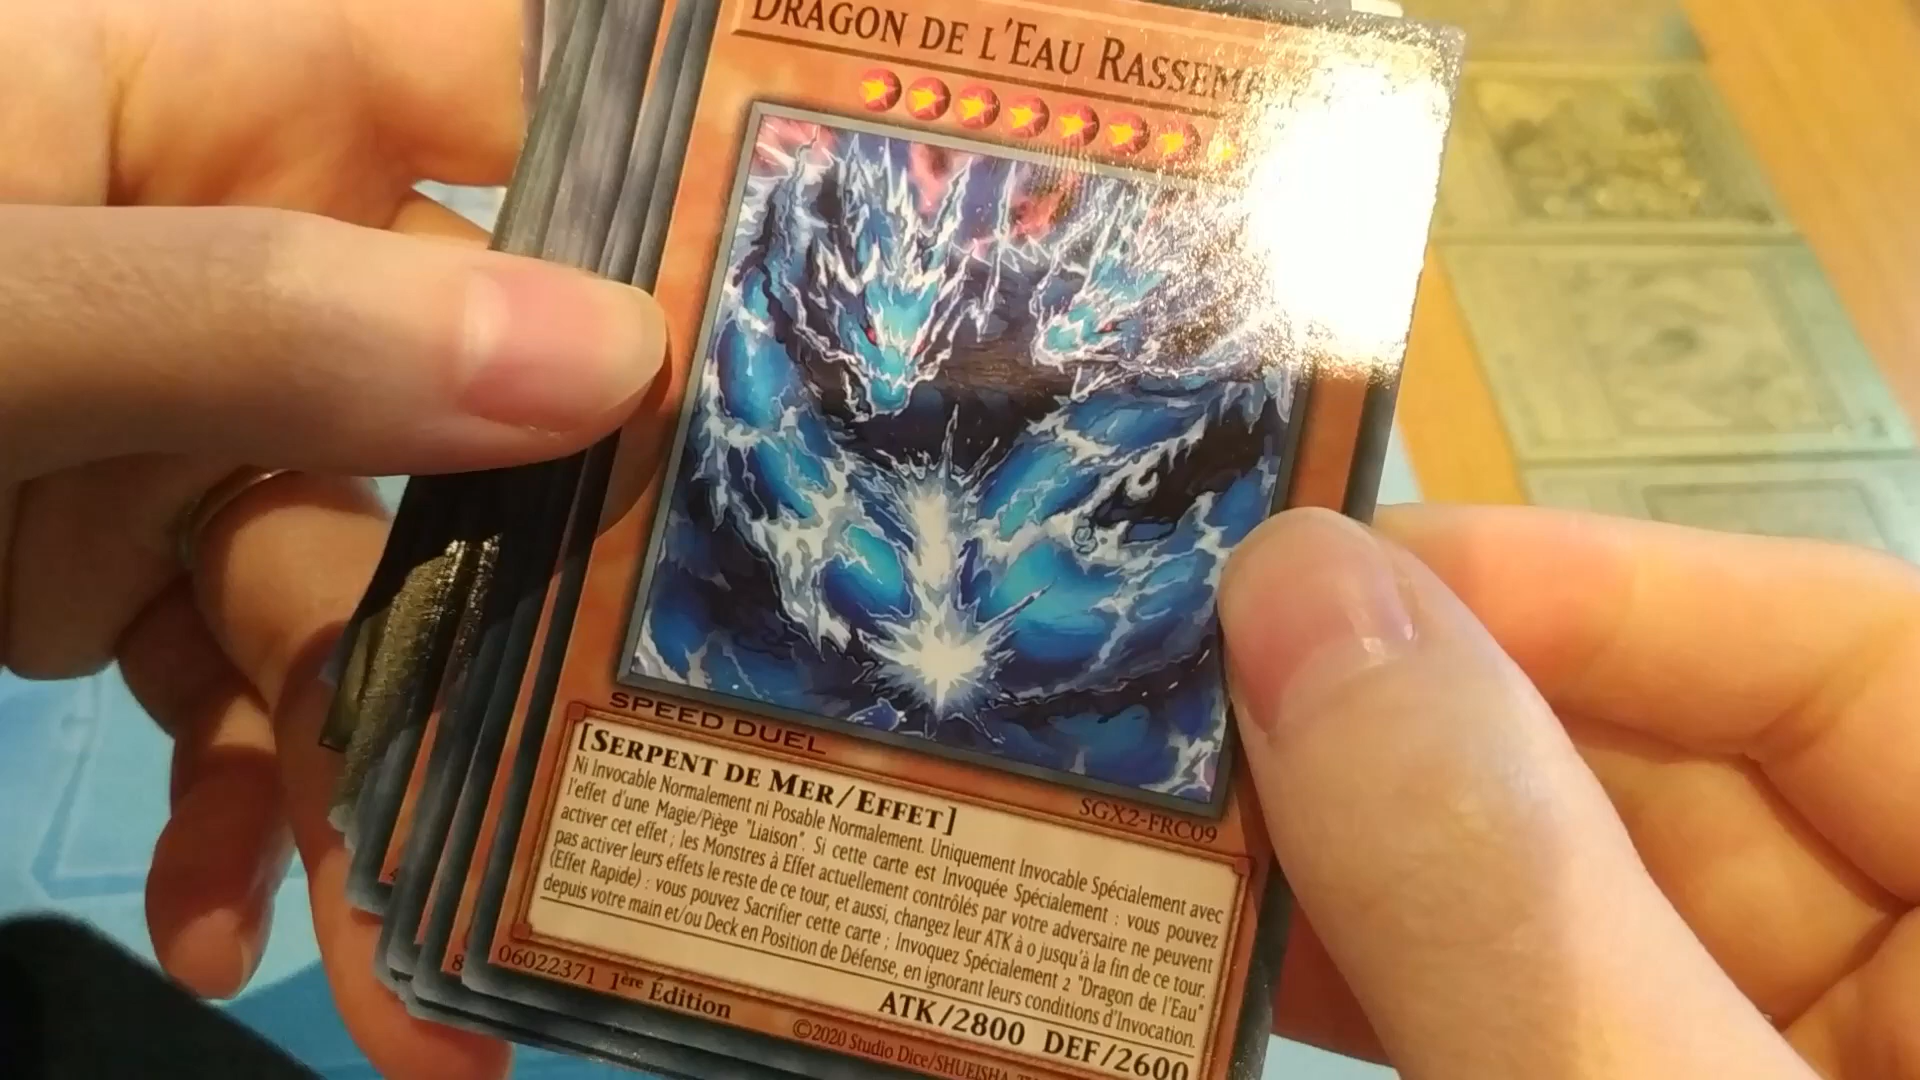 DRAGON DE L'EAU
SPEED DUEL
SGX2-FRC09
[SERPENT DE MER/EFFET]
Ni Invocable Normalement ni Posable Normalement. Uniquement Invocable Spécialement avec
l'effet d'une Magie/Piège "Liaison". Si cette carte est Invoquée Spécialement : vous pouvez
activer cet effet ; les Monstres à Effet actuellement contrôlés par votre adversaire ne peuvent
pas activer leurs effets le reste de ce tour, et aussi, changez leur ATK à 0 jusqu'à la fin de ce tour.
(Effet Rapide) : vous pouvez Sacrifier cette carte ; Invoquez Spécialement 2 "Dragon de l'Eau"
depuis votre main et/ou Deck en Position de Défense, en ignorant leurs conditions d'Invocation.
ATK/2800 DEF/2600
06022371 1ère Édition
©2020 Studio Dice/SHUEISHA